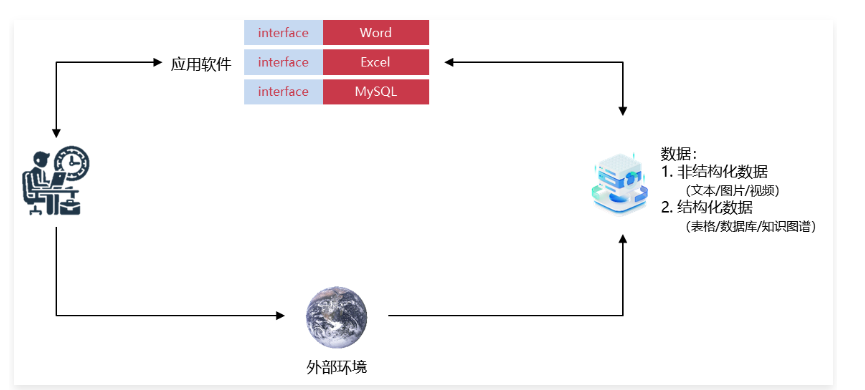 interface Word
应用软件 interface Excel
interface MySQL
数据：
1. 非结构化数据
（文本/图片/视频）
2. 结构化数据
（表格/数据库/知识图谱）
外部环境